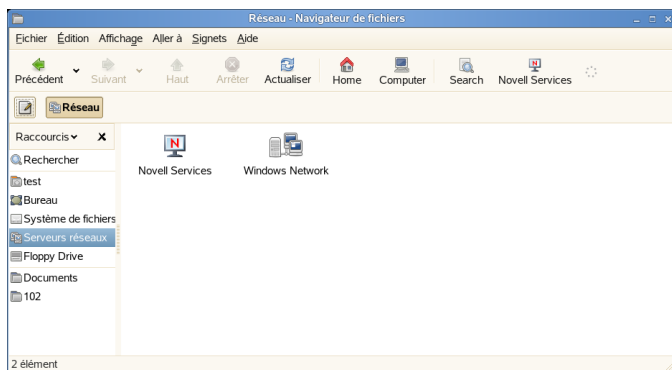 Réseau - Navigateur de fichiers
Fichier Édition Affichage Aller à Signets Aide
Précédent Suivant Haut Arrêter Actualiser Home Computer Search Novell Services
Réseau
Raccourcis
Rechercher
test
Bureau
Système de fichiers
Serveurs réseaux
Floppy Drive
Documents
102
N
Novell Services
Windows Network
2 élément